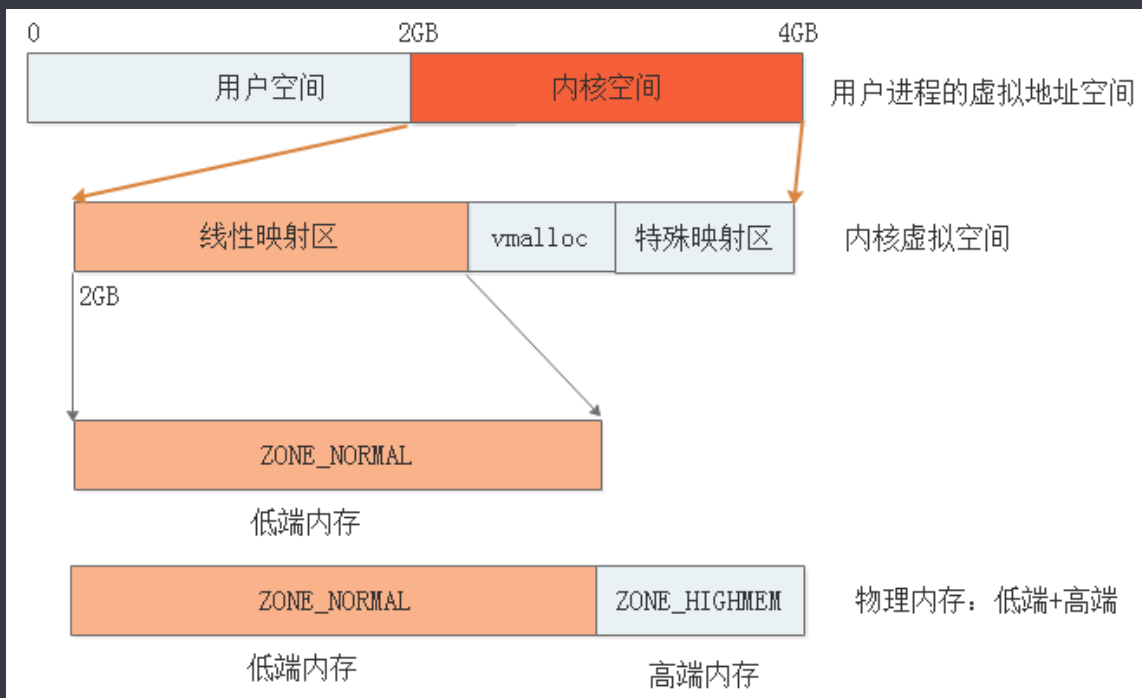 0 2GB 4GB
用户空间 内核空间 用户进程的虚拟地址空间
线性映射区 vmalloc 特殊映射区 内核虚拟空间
2GB
ZONE_NORMAL
低端内存
ZONE_NORMAL ZONE_HIGHMEM 物理内存：低端+高端
低端内存 高端内存